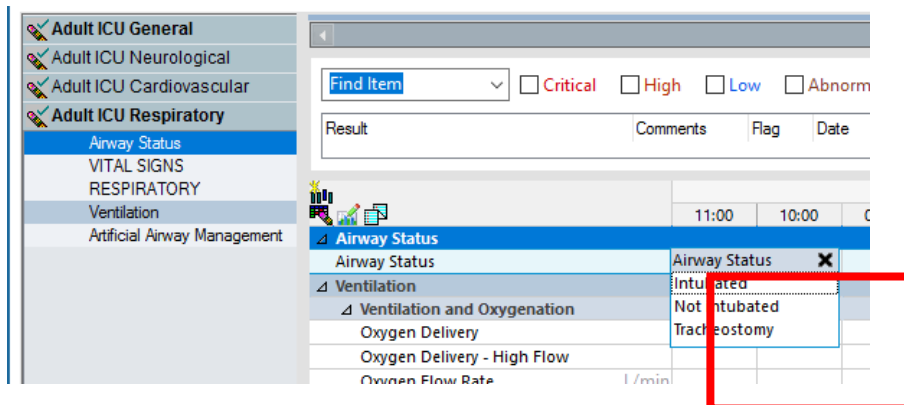 Adult ICU General
Adult ICU Neurological
Adult ICU Cardiovascular
Adult ICU Respiratory
Airway Status
VITAL SIGNS
RESPIRATORY
Ventilation
Artificial Airway Management
Find Item Critical High Low Abnorm
Result Comments Flag Date
11:00 10:00
Airway Status
Airway Status Airway Status
Ventilation Intubated
Ventilation and Oxygenation Not Intubated
Oxygen Delivery Tracheostomy
Oxygen Delivery - High Flow
Oxygen Flow Rate L/min